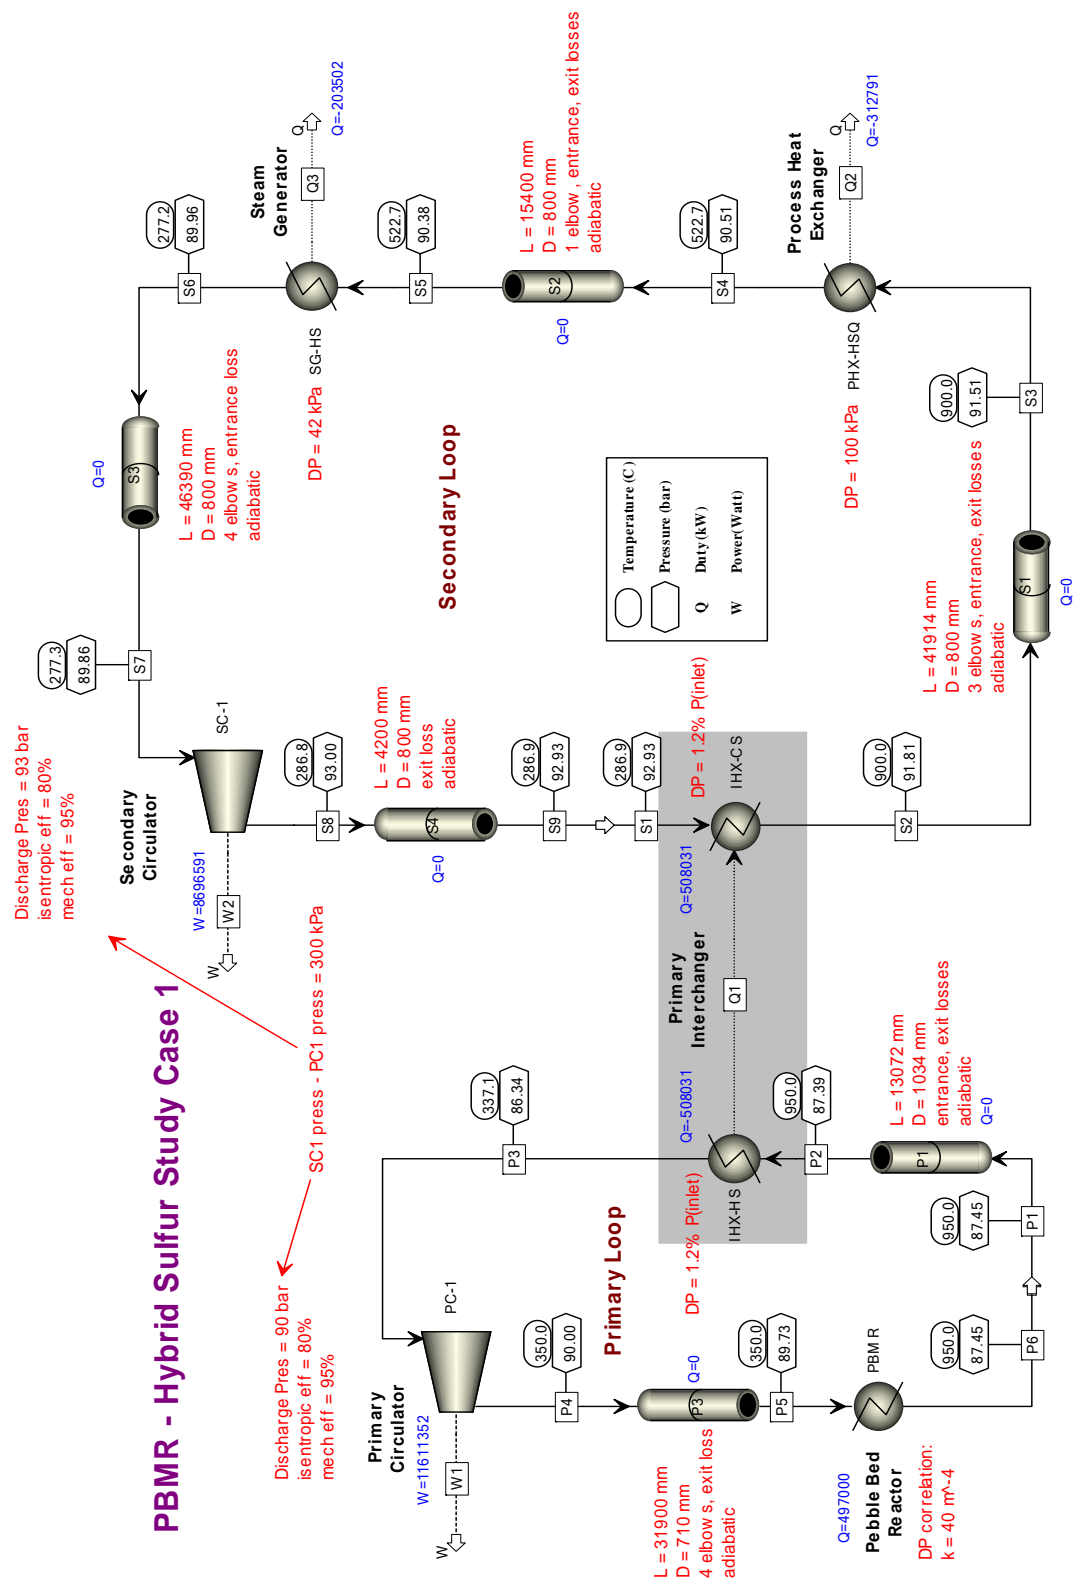 PBMR - Hybrid Sulfur Study Case 1
Discharge Pres = 93 bar
isentropic eff = 80%
mech eff = 95%
SC1 press - PC1 press = 300 kPa
Discharge Pres = 90 bar
isentropic eff = 80%
mech eff = 95%
Primary
Circulator
W=11611352
W
W1
PC-1
350.0
90.00
P4
L = 31900 mm
D = 710 mm
4 elbow s, exit loss
adiabatic
P3
Q=0
350.0
89.73
P5
PBM R
Q=497000
Pebble Bed
Reactor
DP correlation:
k = 40 m^-4
950.0
87.45
P6
950.0
87.45
P1
P1
L = 13072 mm
D = 1034 mm
entrance, exit losses
adiabatic
Q=0
950.0
87.39
P2
IHX-HS
DP = 1.2% P(inlet)
Q=-508031
337.1
86.34
P3
Primary Loop
Primary
Interchanger
Q1
Secondary
Circulator
W=8696591
W
W2
SC-1
286.8
93.00
S8
S4
Q=0
L = 4200 mm
D = 800 mm
exit loss
adiabatic
286.9
92.93
S9
286.9
92.93
S1
Q=508031
DP = 1.2% P(inlet)
IHX-CS
900.0
91.81
S2
L = 41914 mm
D = 800 mm
3 elbow s, entrance, exit losses
adiabatic
S1
Q=0
900.0
91.51
S3
Process Heat
Exchanger
PHX-HSQ
DP = 100 kPa
Q2
Q
Q=-312791
522.7
90.51
S4
L = 15400 mm
D = 800 mm
1 elbow , entrance, exit losses
adiabatic
S2
Q=0
522.7
90.38
S5
Steam
Generator
SG-HS
DP = 42 kPa
Q3
Q
Q=-203502
277.2
89.96
S6
S3
Q=0
L = 46390 mm
D = 800 mm
4 elbow s, entrance loss
adiabatic
277.3
89.86
S7
Secondary Loop
Temperature (C)
Pressure (bar)
Q Duty (kW)
W Power(Watt)